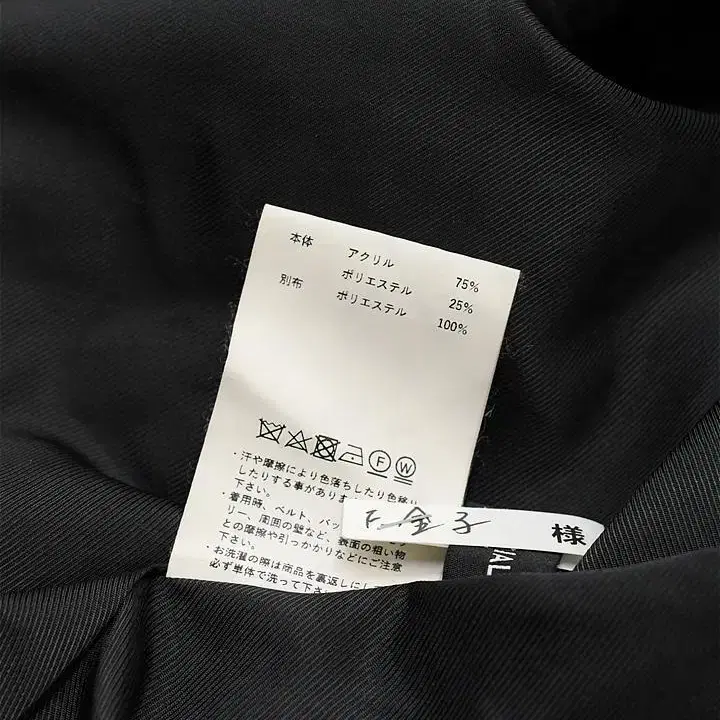 本体 アクリル 75%
ポリエステル 25%
別布 ポリエステル 100%
・汗や摩擦により色落ちしたり色移り
したりする事があります
下さい。
・着用時、ベルト、バッ
リー、周囲の壁など、表面の粗い物
との摩擦や引っかかりなどにご注意
下さい。
・お洗濯の際は商品を裏返しにし
必ず単体で洗って下さ
金子 様
VAL